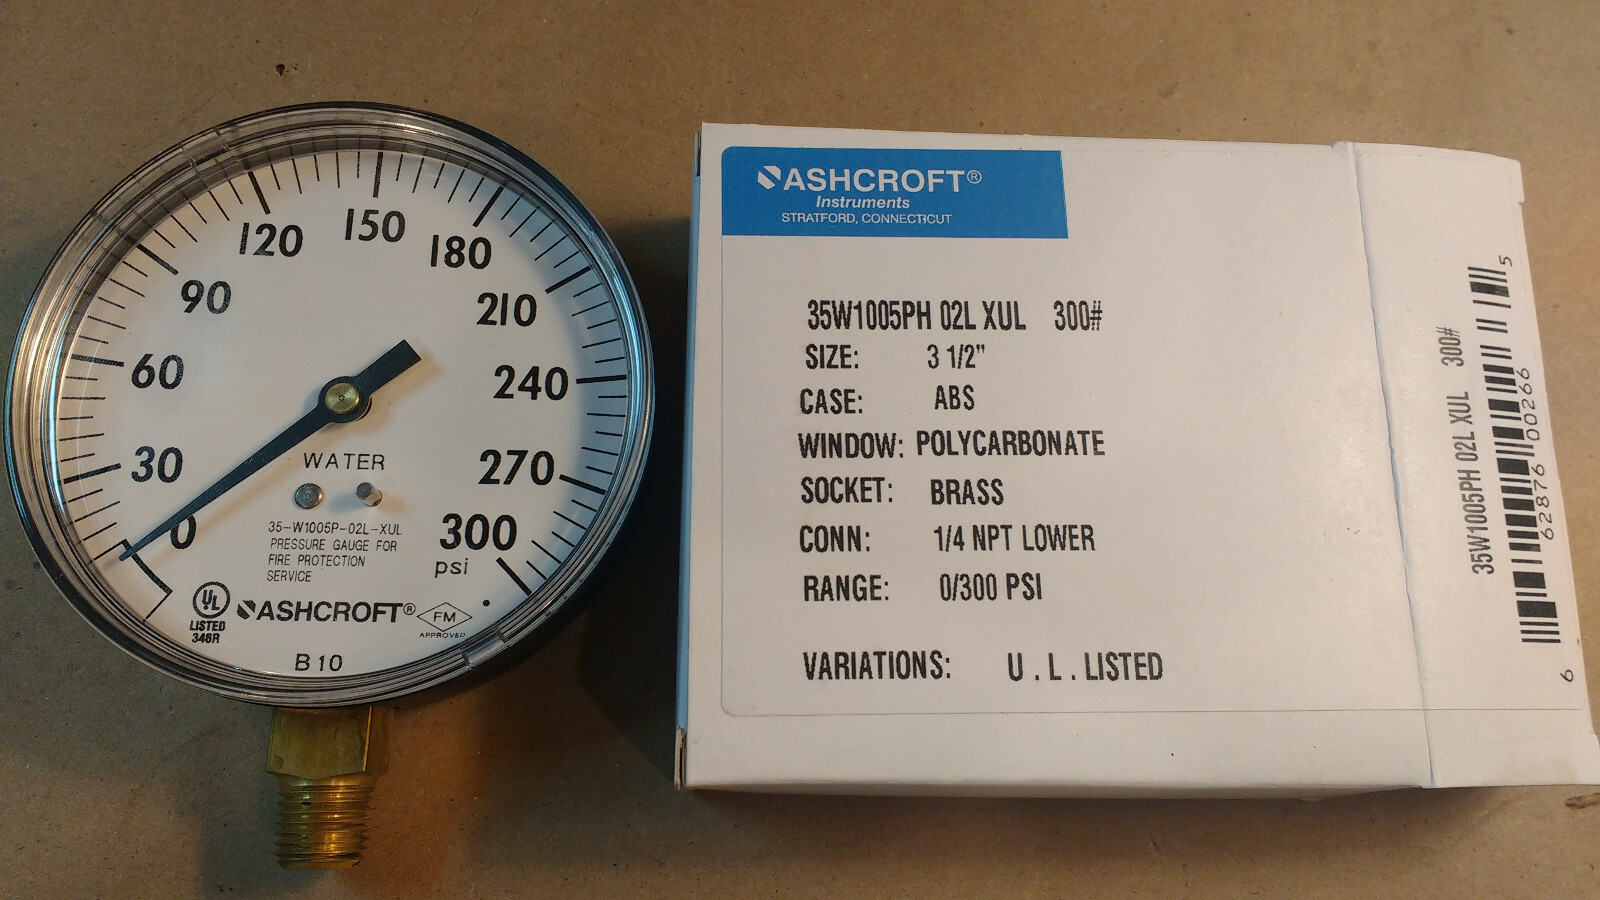 150
120
180
90
210
60
240
30
270
0
300
psi
WATER
35-W1005P-02L-XUL
PRESSURE GAUGE FOR
FIRE PROTECTION
SERVICE
UL
LISTED
346R
ASHCROFT®
FM
APPROVED
B 10
ASHCROFT®
Instruments
STRATFORD, CONNECTICUT
35W1005PH 02L XUL 300#
SIZE: 3 1/2"
CASE: ABS
WINDOW: POLYCARBONATE
SOCKET: BRASS
CONN: 1/4 NPT LOWER
RANGE: 0/300 PSI
VARIATIONS: U . L . LISTED
35W1005PH 02L XUL 300#
6 62876 00266 5